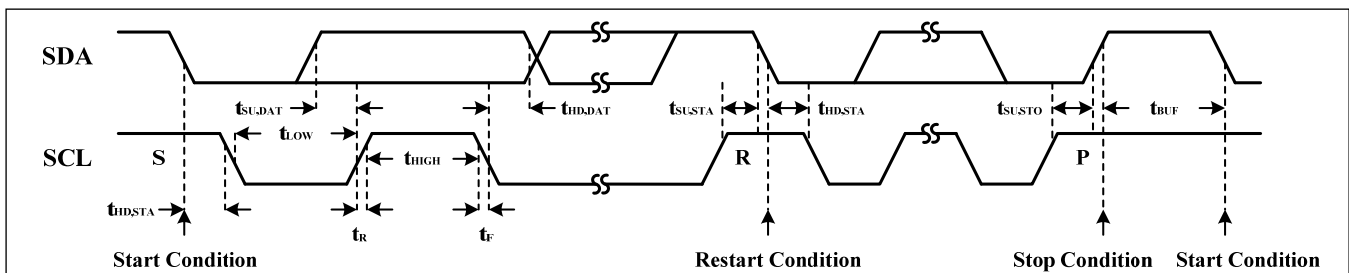 SDA
tSU,DAT tHD,DAT tSU,STA tHD,STA tSU,STO tBUF
tLOW
SCL S tHIGH R P
tHD,STA
tR tF
Start Condition Restart Condition Stop Condition Start Condition